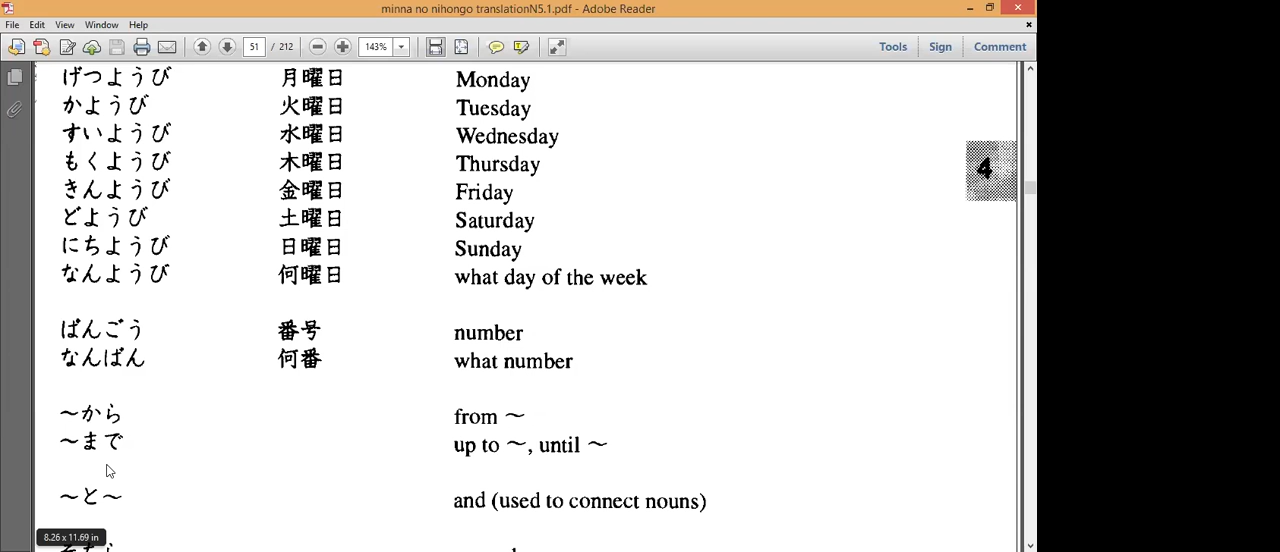 minna no nihongo translationN5.1.pdf - Adobe Reader
File Edit View Window Help
51 / 212 143% Tools Sign Comment
げつようび 月曜日 Monday
かようび 火曜日 Tuesday
すいようび 水曜日 Wednesday
もくようび 木曜日 Thursday
4
きんようび 金曜日 Friday
どようび 土曜日 Saturday
にちようび 日曜日 Sunday
なんようび 何曜日 what day of the week
ばんごう 番号 number
なんばん 何番 what number
～から from ～
～まで up to ～, until ～
～と～ and (used to connect nouns)
8.26 x 11.69 in